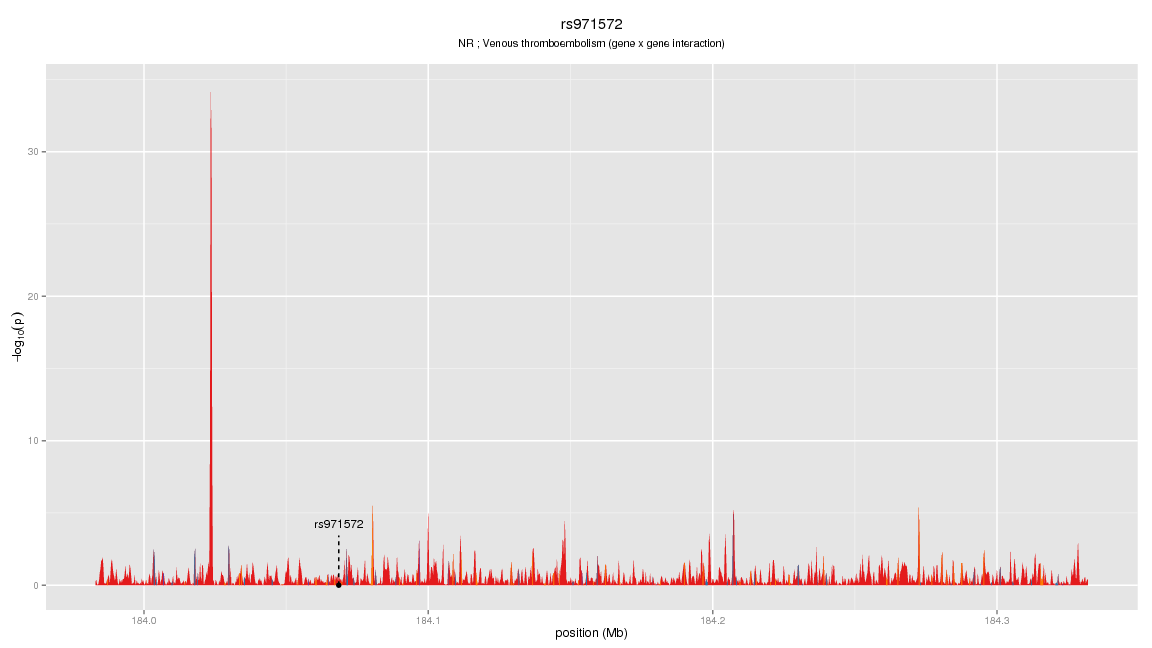 rs971572
NR ; Venous thromboembolism (gene x gene interaction)
30
20
10
0
−log10(p)
rs971572
184.0 184.1 184.2 184.3
position (Mb)